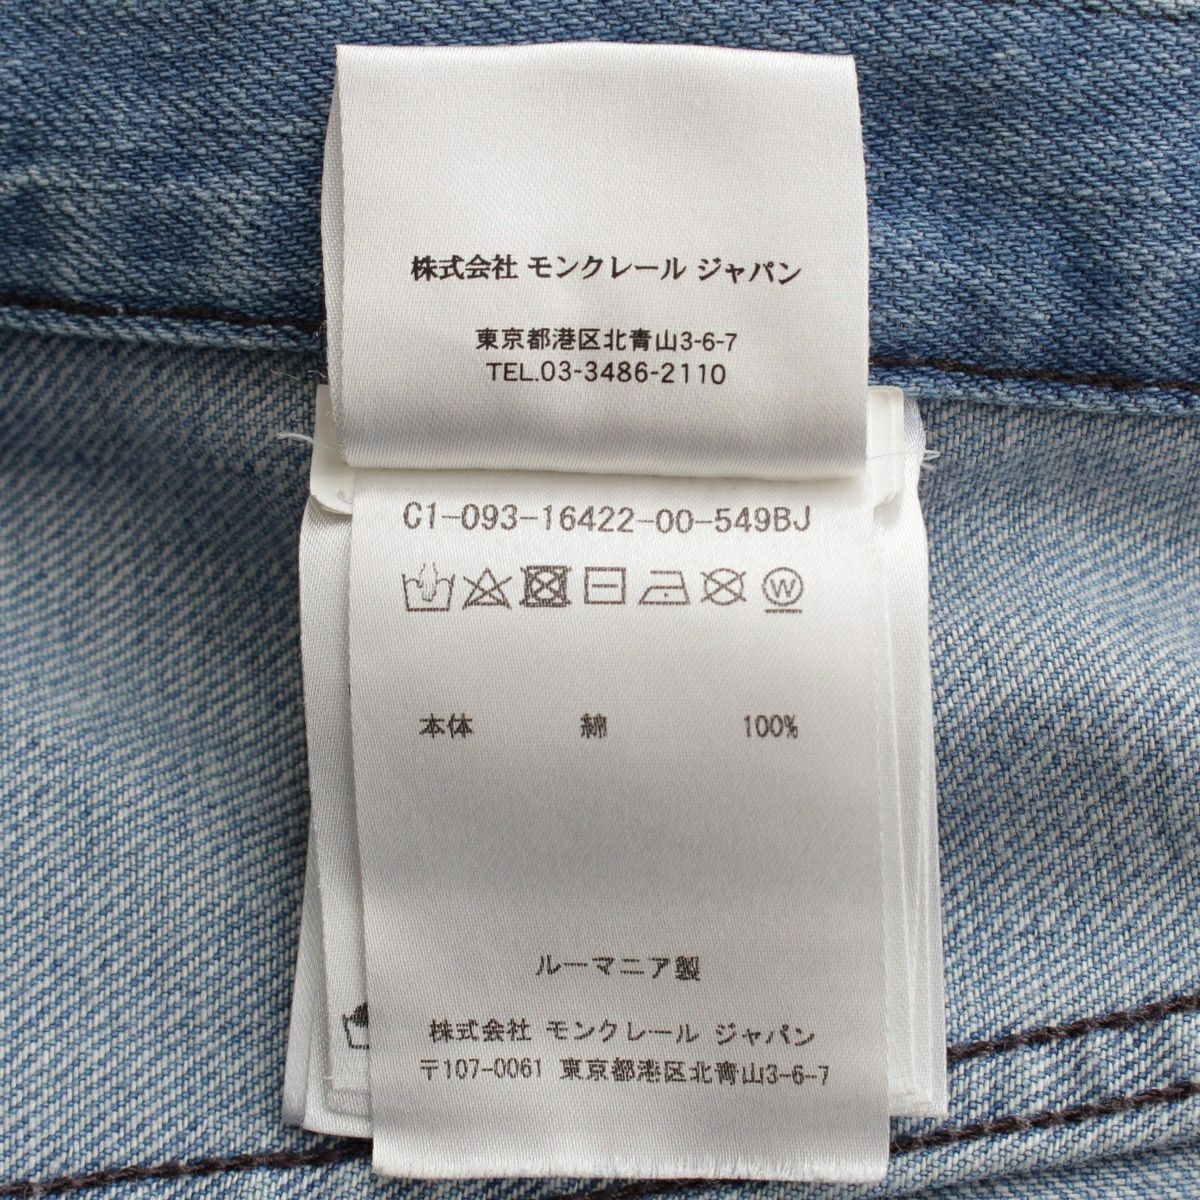 株式会社 モンクレール ジャパン
東京都港区北青山3-6-7
TEL.03-3486-2110
C1-093-16422-00-549BJ
W
本体 綿 100%
ルーマニア製
株式会社 モンクレール ジャパン
〒107-0061 東京都港区北青山3-6-7